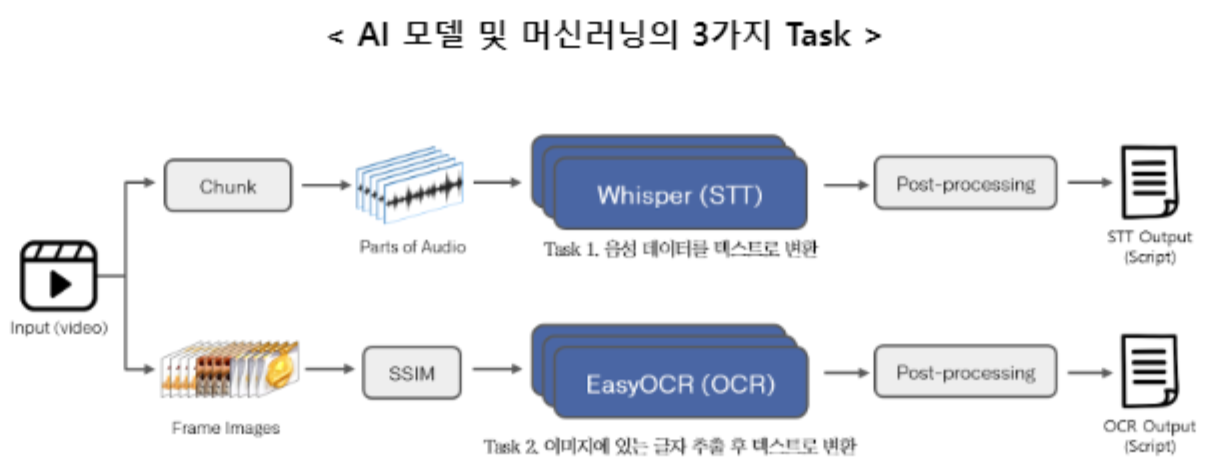 < AI 모델 및 머신러닝의 3가지 Task >
Chunk
Parts of Audio
Whisper (STT)
Task 1. 음성 데이터를 텍스트로 변환
Post-processing
STT Output
(Script)
Input (video)
Frame Images
SSIM
EasyOCR (OCR)
Task 2. 이미지에 있는 글자 추출 후 텍스트로 변환
Post-processing
OCR Output
(Script)